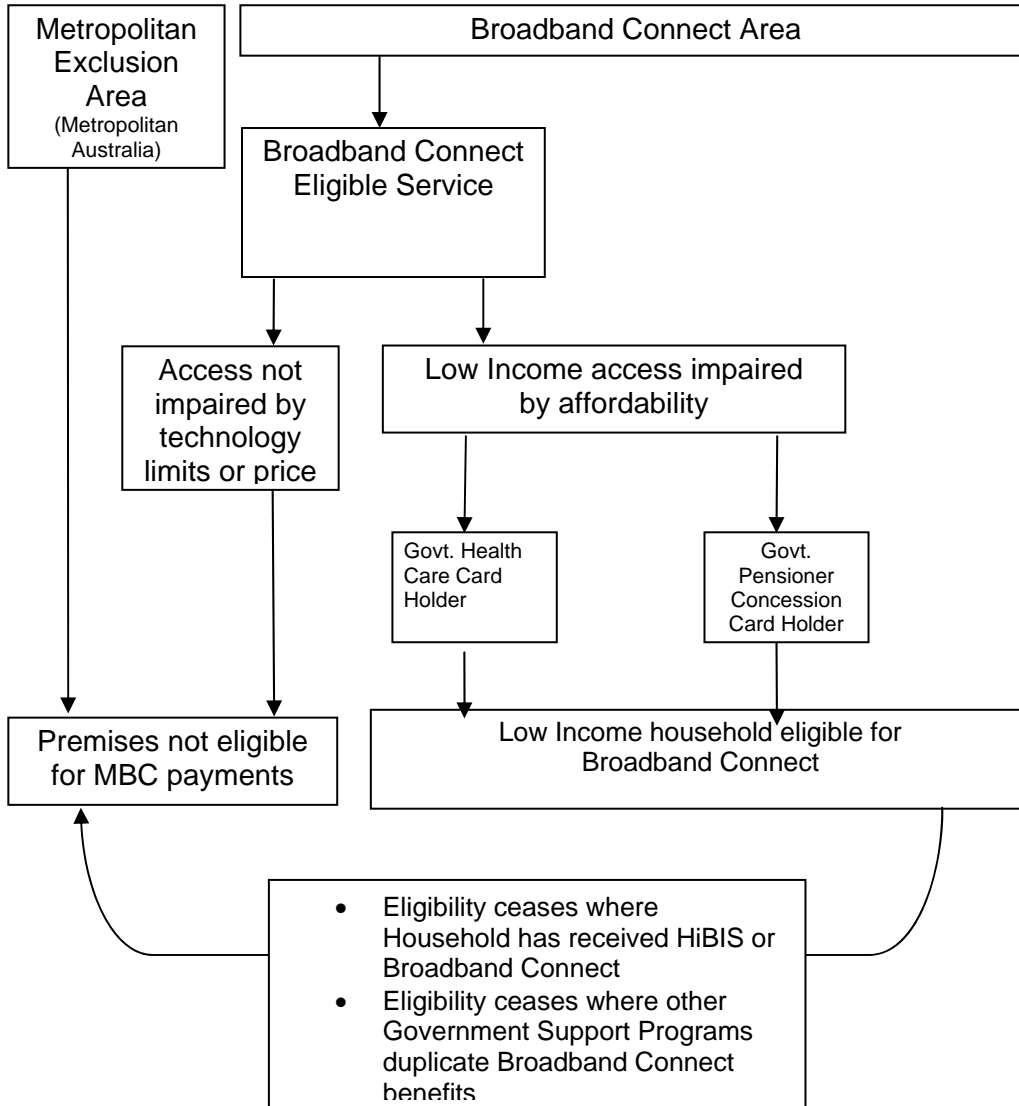 Metropolitan
Exclusion
Area
(Metropolitan
Australia)
Broadband Connect Area
Broadband Connect
Eligible Service
Access not
impaired by
technology
limits or price
Low Income access impaired
by affordability
Govt. Health
Care Card
Holder
Govt.
Pensioner
Concession
Card Holder
Premises not eligible
for MBC payments
Low Income household eligible for
Broadband Connect
• Eligibility ceases where
Household has received HiBIS or
Broadband Connect
• Eligibility ceases where other
Government Support Programs
duplicate Broadband Connect
benefits